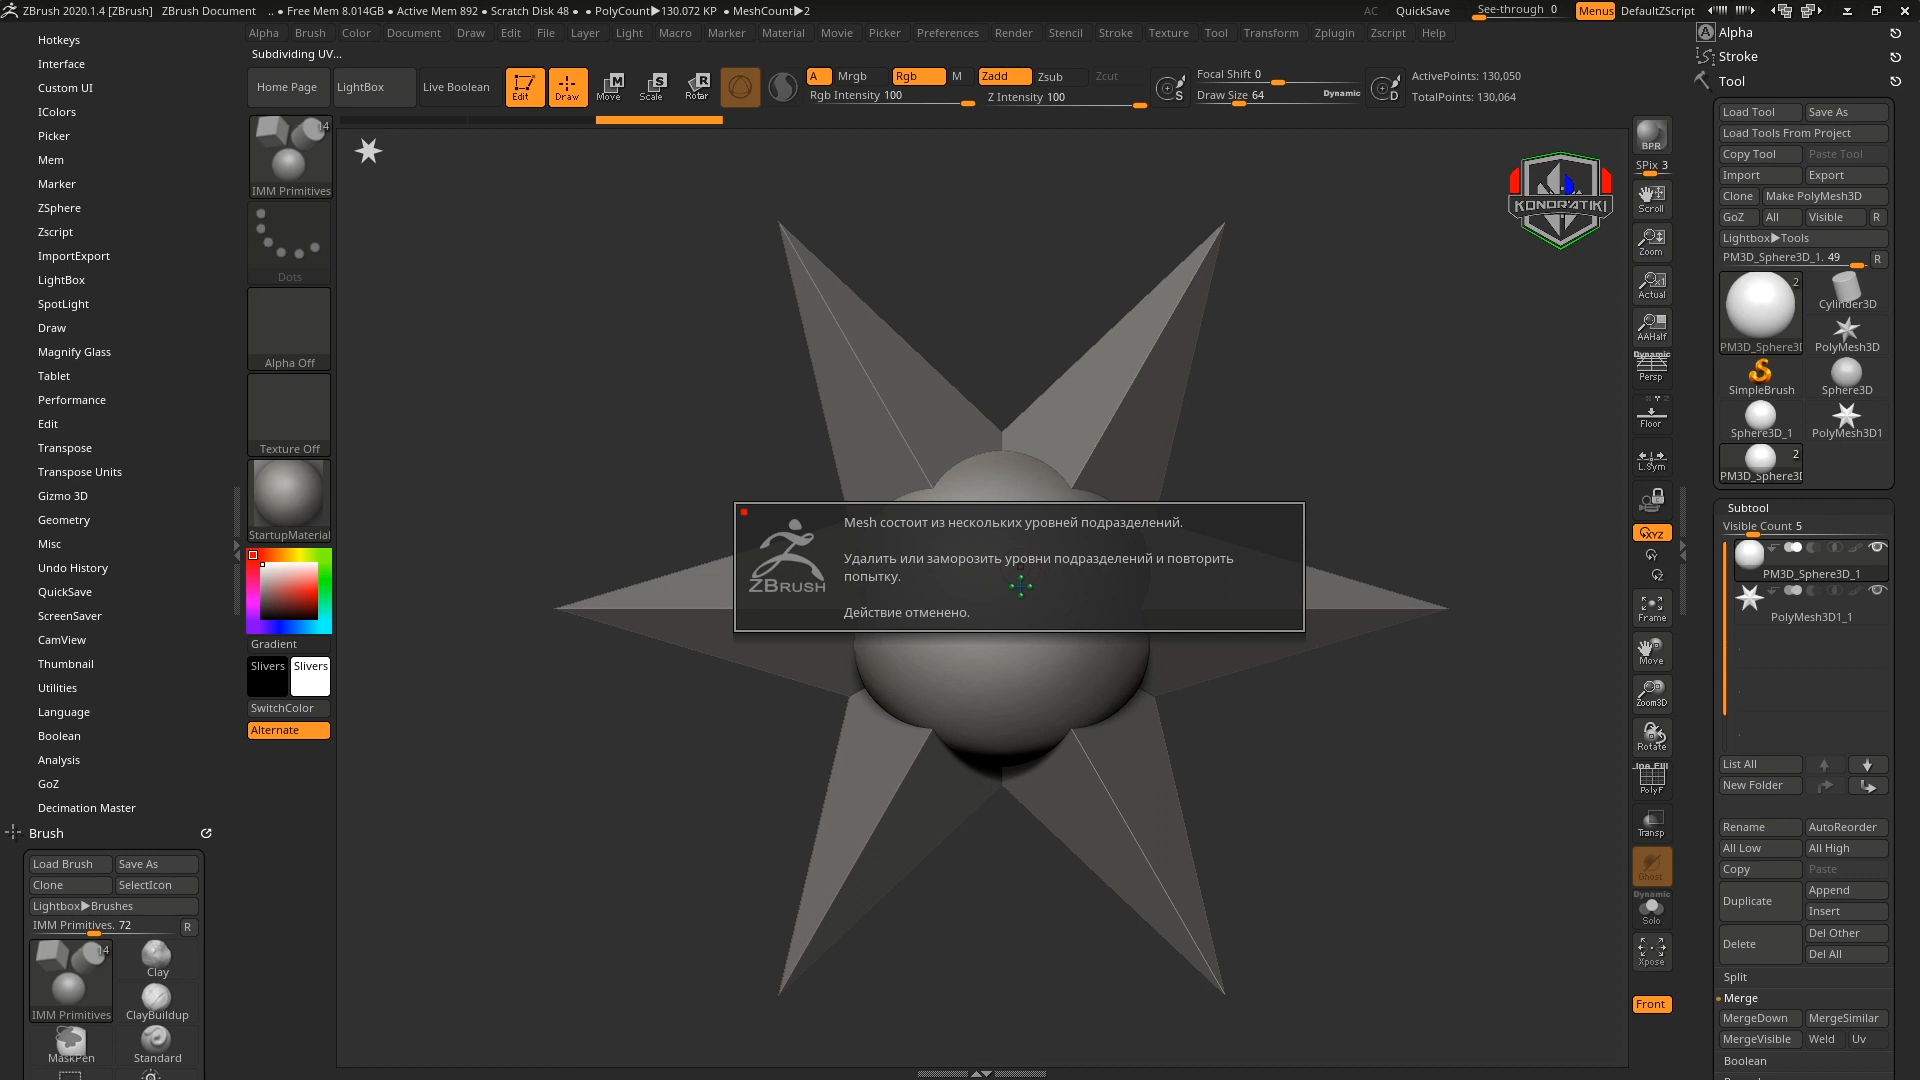 ZBrush 2020.1.4 [ZBrush] ZBrush Document .. • Free Mem 8.014GB • Active Mem 892 • Scratch Disk 48 • • PolyCount▶130.072 KP • MeshCount▶2 AC QuickSave See-through 0 Menus DefaultZScript
Alpha Brush Color Document Draw Edit File Layer Light Macro Marker Material Movie Picker Preferences Render Stencil Stroke Texture Tool Transform Zplugin Zscript Help
Subdividing UV...
Home Page LightBox Live Boolean Edit Draw Move Scale Rotar
A Mrgb Rgb M Zadd Zsub Zcut
Rgb Intensity 100 Z Intensity 100
S Focal Shift 0
Draw Size 64 Dynamic D
ActivePoints: 130,050
TotalPoints: 130,064
Hotkeys
Interface
Custom UI
IColors
Picker
Mem
Marker
ZSphere
Zscript
ImportExport
LightBox
SpotLight
Draw
Magnify Glass
Tablet
Performance
Edit
Transpose
Transpose Units
Gizmo 3D
Geometry
Misc
Undo History
QuickSave
ScreenSaver
CamView
Thumbnail
Utilities
Language
Boolean
Analysis
GoZ
Decimation Master
Brush
Load Brush Save As
Clone SelectIcon
Lightbox▶Brushes
IMM Primitives. 72 R
14
Clay
IMM Primitives ClayBuildup
MaskPen Standard
14
IMM Primitives
Dots
Alpha Off
Texture Off
StartupMaterial
Gradient
Slivers Slivers
SwitchColor
Alternate
KONDRATIKI
ZBRUSH
Mesh состоит из нескольких уровней подразделений.
Удалить или заморозить уровни подразделений и повторить
попытку.
Действие отменено.
BPR
SPix 3
Scroll
Zoom
Actual
AAHalf
Dynamic
Persp
Floor
L.Sym
XYZ
Y
Z
Frame
Move
Zoom3D
Rotate
Line Fill
PolyF
Transp
Ghost
Dynamic
Solo
Xpose
Front
Alpha
Stroke
Tool
Load Tool Save As
Load Tools From Project
Copy Tool Paste Tool
Import Export
Clone Make PolyMesh3D
GoZ All Visible R
Lightbox▶Tools
PM3D_Sphere3D_1. 49 R
2
Cylinder3D
PM3D_Sphere3D PolyMesh3D
SimpleBrush Sphere3D
Sphere3D_1 PolyMesh3D1
2
PM3D_Sphere3D
Subtool
Visible Count 5
PM3D_Sphere3D_1
PolyMesh3D1_1
List All
New Folder
Rename AutoReorder
All Low All High
Copy Paste
Duplicate Append
Insert
Delete Del Other
Del All
Split
Merge
MergeDown MergeSimilar
MergeVisible Weld Uv
Boolean